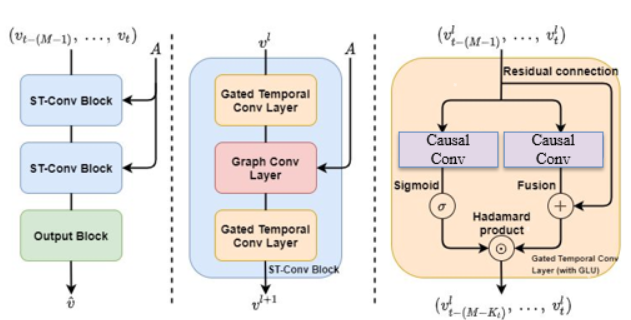 (v_{t-(M-1)}, ..., v_t)
A
ST-Conv Block
ST-Conv Block
Output Block
v̂
v^l
A
Gated Temporal
Conv Layer
Graph Conv
Layer
Gated Temporal
Conv Layer
ST-Conv Block
v^{l+1}
(v^l_{t-(M-1)}, ..., v^l_t)
Residual connection
Causal
Conv
Causal
Conv
Sigmoid
Fusion
σ
+
Hadamard
product
⊙
Gated Temporal Conv
Layer (with GLU)
(v^l_{t-(M-K_t)}, ..., v^l_t)